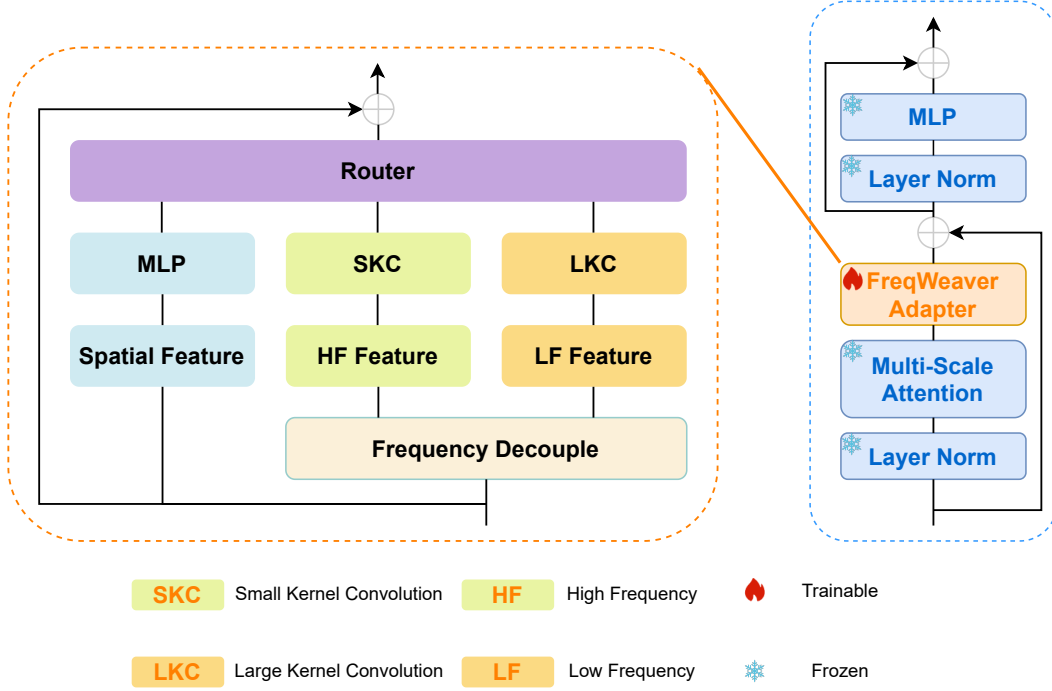 Router
MLP
SKC
LKC
Spatial Feature
HF Feature
LF Feature
Frequency Decouple
MLP
Layer Norm
FreqWeaver
Adapter
Multi-Scale
Attention
Layer Norm
SKC Small Kernel Convolution HF High Frequency Trainable
LKC Large Kernel Convolution LF Low Frequency Frozen